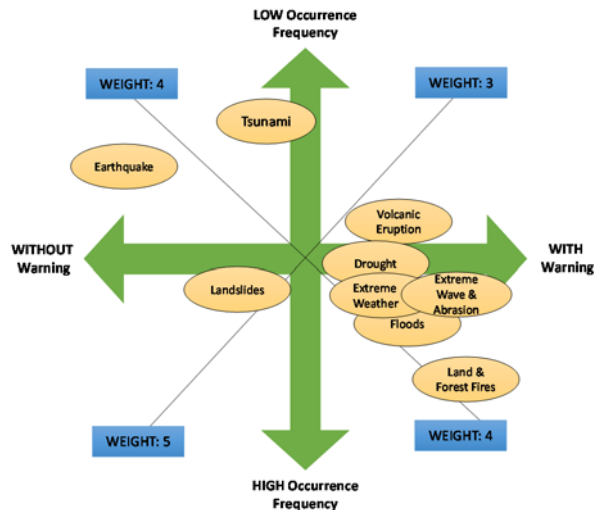 LOW Occurrence
Frequency
WEIGHT: 4
WEIGHT: 3
Tsunami
Earthquake
Volcanic
Eruption
WITHOUT
Warning
WITH
Warning
Drought
Landslides
Extreme
Weather
Extreme
Wave &
Abrasion
Floods
Land &
Forest Fires
WEIGHT: 5
WEIGHT: 4
HIGH Occurrence
Frequency